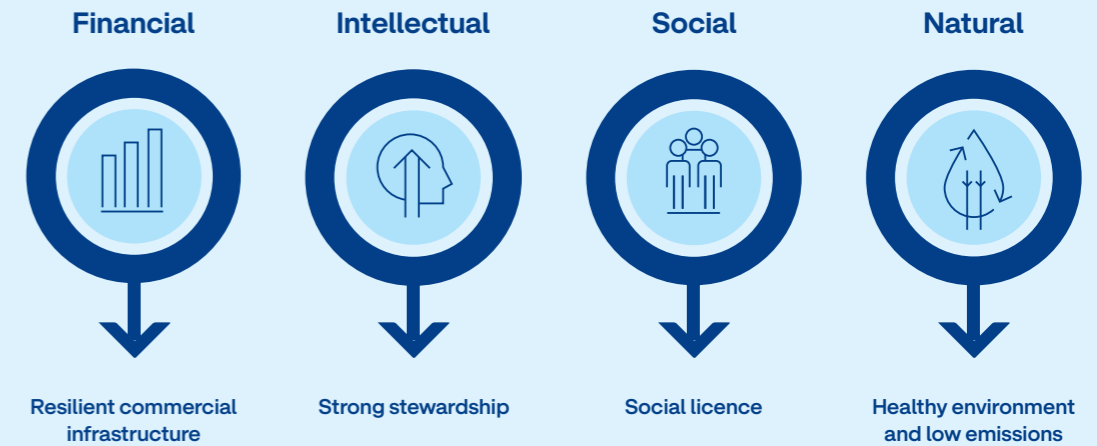 Financial
Intellectual
Social
Natural
Resilient commercial
infrastructure
Strong stewardship
Social licence
Healthy environment
and low emissions